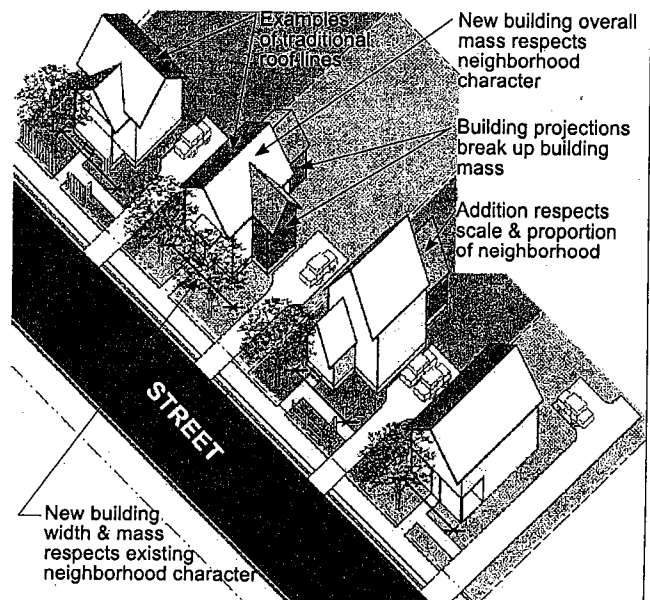 Examples
of traditional
roof lines
New building overall
mass respects
neighborhood
character
Building projections
break up building
mass
Addition respects
scale & proportion
of neighborhood
STREET
New building
width & mass
respects existing
neighborhood character